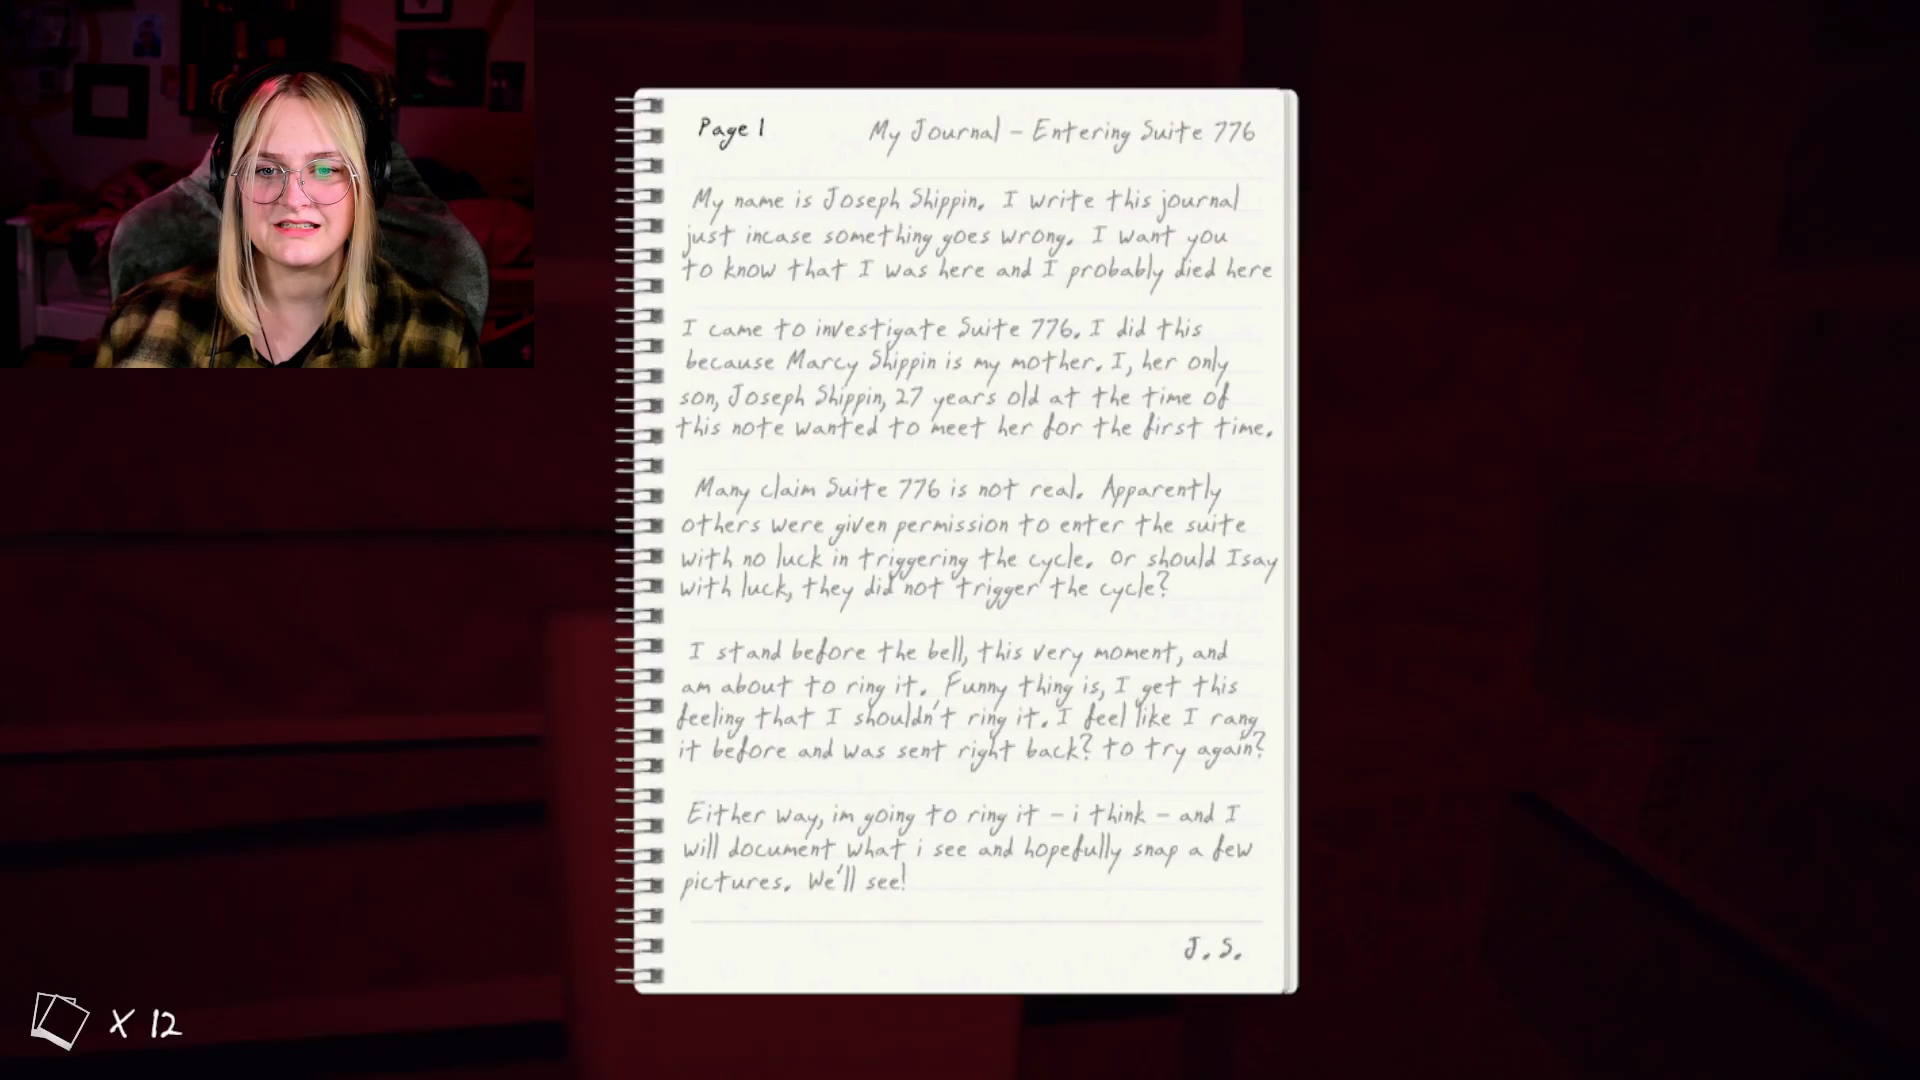 Page 1
My Journal - Entering Suite 776
My name is Joseph Shippin. I write this journal
just incase something goes wrong. I want you
to know that I was here and I probably died here
I came to investigate Suite 776. I did this
because Marcy Shippin is my mother. I, her only
son, Joseph Shippin, 27 years old at the time of
this note wanted to meet her for the first time.
Many claim Suite 776 is not real. Apparently
others were given permission to enter the suite
with no luck in triggering the cycle. Or should Isay
with luck, they did not trigger the cycle?
I stand before the bell, this very moment, and
am about to ring it. Funny thing is, I get this
feeling that I shouldn't ring it. I feel like I rang
it before and was sent right back? to try again?
Either way, im going to ring it - i think - and I
will document what i see and hopefully snap a few
pictures. We'll see!
J. S.
X 12